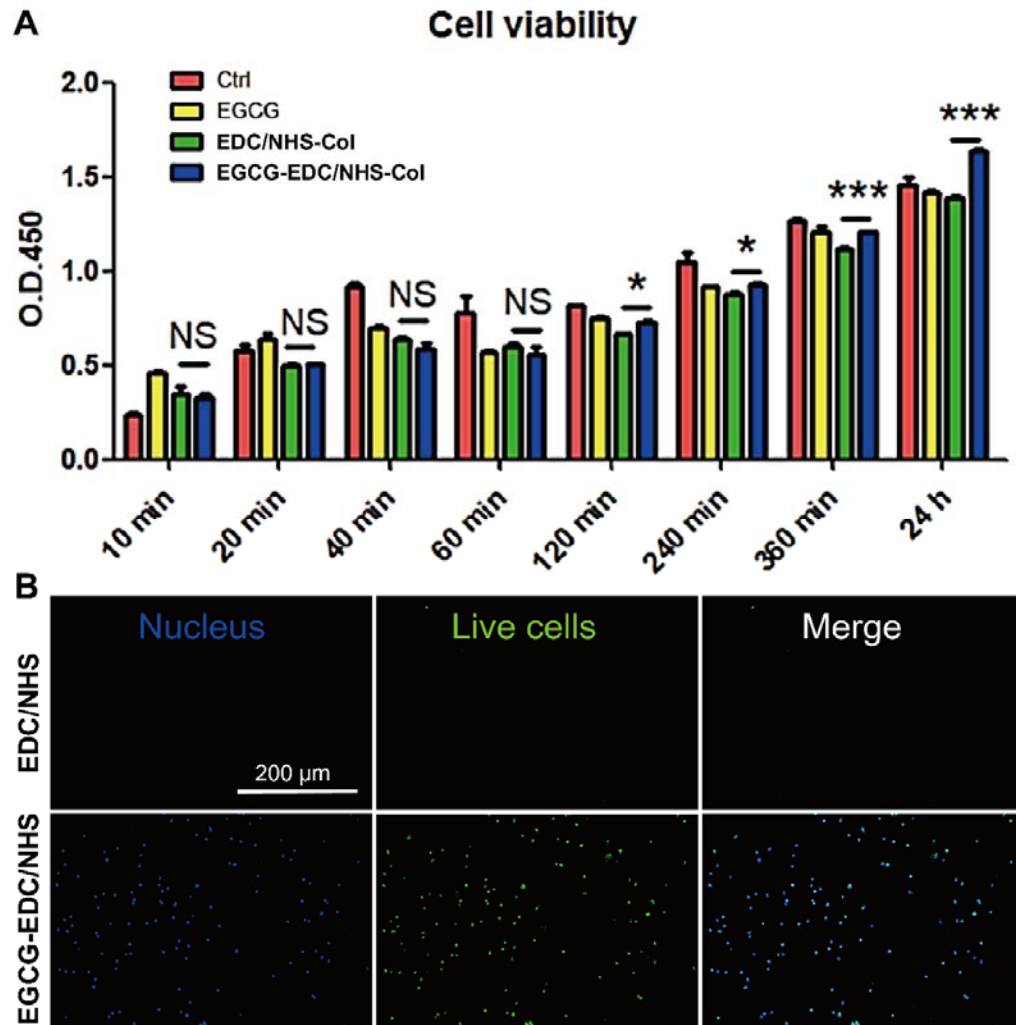 A
Cell viability
Ctrl
EGCG
EDC/NHS-Col
EGCG-EDC/NHS-Col
O.D.450
2.0
1.5
1.0
0.5
0.0
NS
NS
NS
NS
*
*
***
***
10 min
20 min
40 min
60 min
120 min
240 min
360 min
24 h
B
Nucleus
Live cells
Merge
EDC/NHS
200 µm
EGCG-EDC/NHS